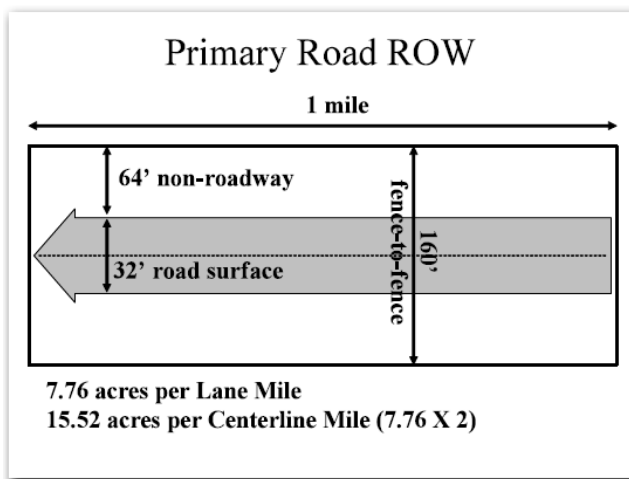 Primary Road ROW
1 mile
64’ non-roadway
160’
fence-to-fence
32’ road surface
7.76 acres per Lane Mile
15.52 acres per Centerline Mile (7.76 X 2)